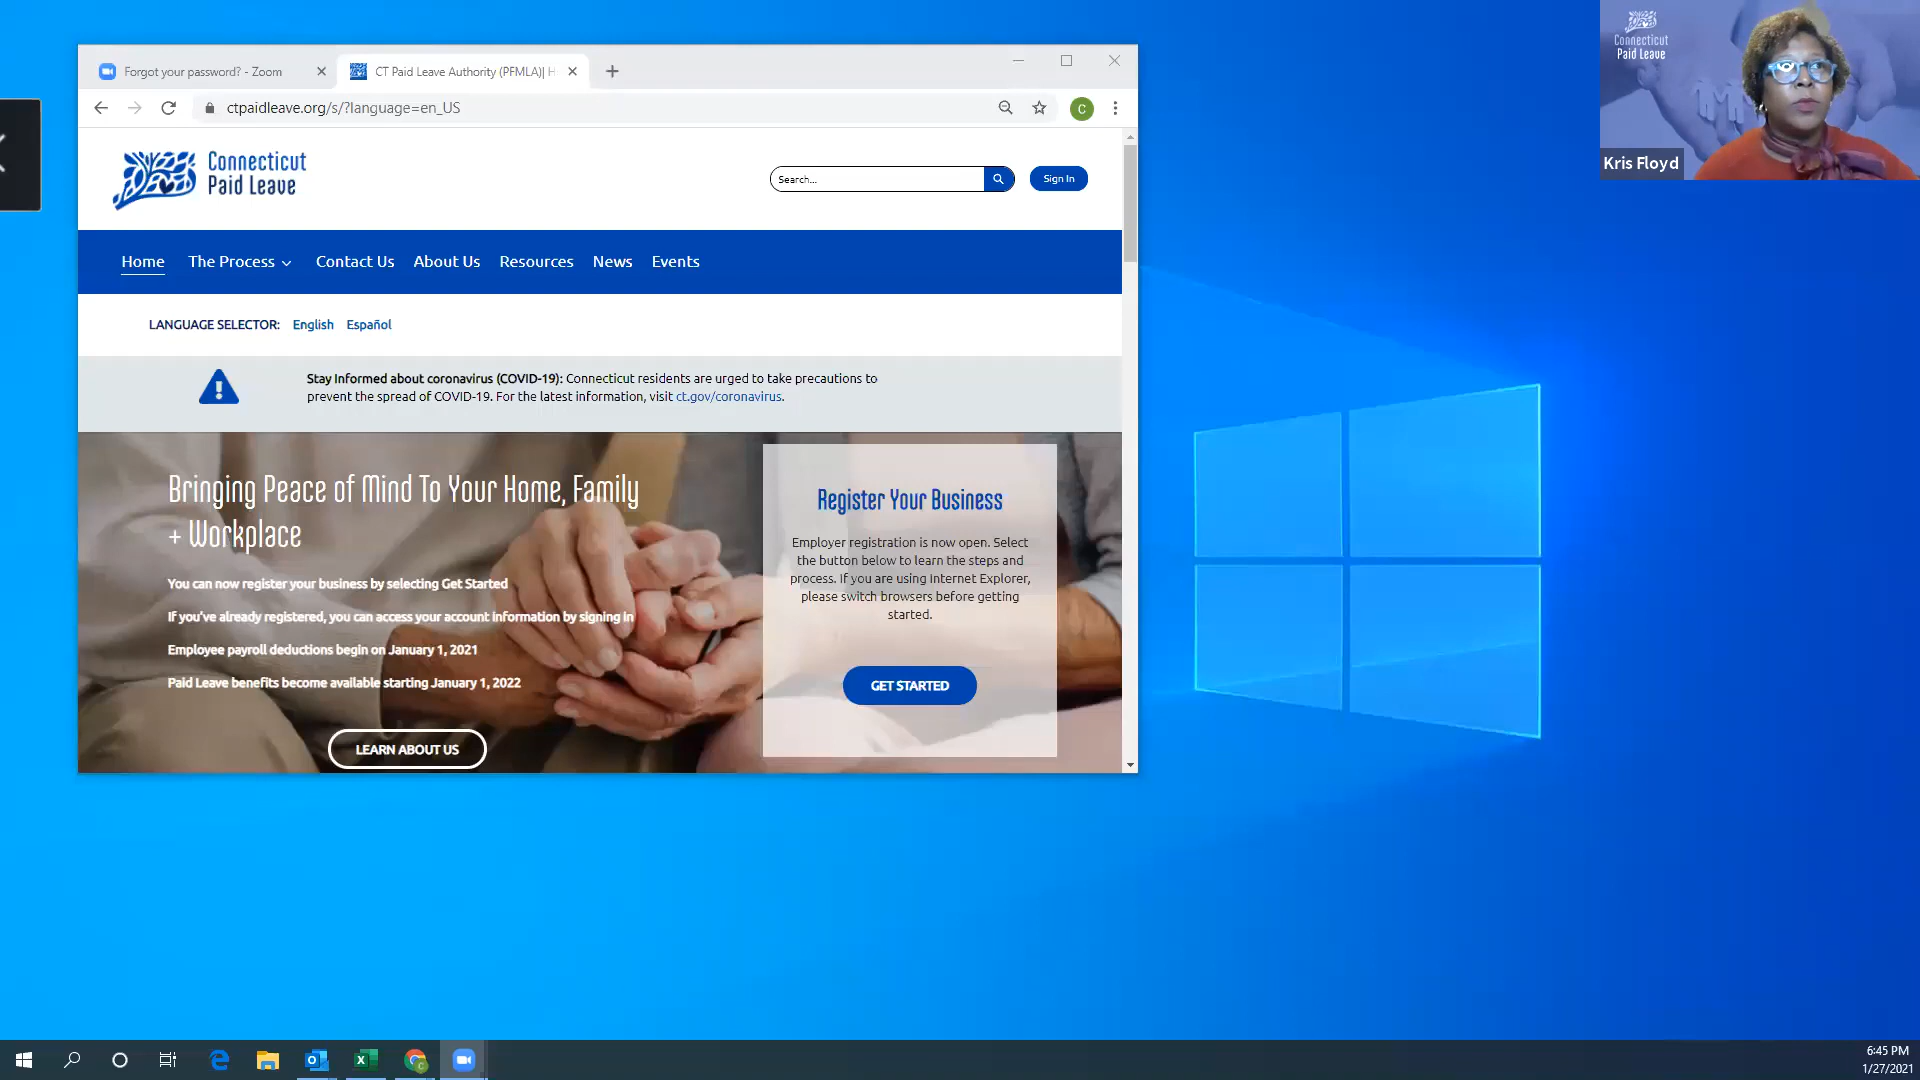 Forgot your password? - Zoom
CT Paid Leave Authority (PFMLA)| H
ctpaidleave.org/s/?language=en_US
C
Connecticut
Paid Leave
Search...
Sign In
Home
The Process
Contact Us
About Us
Resources
News
Events
LANGUAGE SELECTOR: English Español
Stay Informed about coronavirus (COVID-19): Connecticut residents are urged to take precautions to
prevent the spread of COVID-19. For the latest information, visit ct.gov/coronavirus.
Bringing Peace of Mind To Your Home, Family
+ Workplace
You can now register your business by selecting Get Started
If you've already registered, you can access your account information by signing in
Employee payroll deductions begin on January 1, 2021
Paid Leave benefits become available starting January 1, 2022
LEARN ABOUT US
Register Your Business
Employer registration is now open. Select
the button below to learn the steps and
process. If you are using Internet Explorer,
please switch browsers before getting
started.
GET STARTED
Connecticut
Paid Leave
Kris Floyd
6:45 PM
1/27/2021